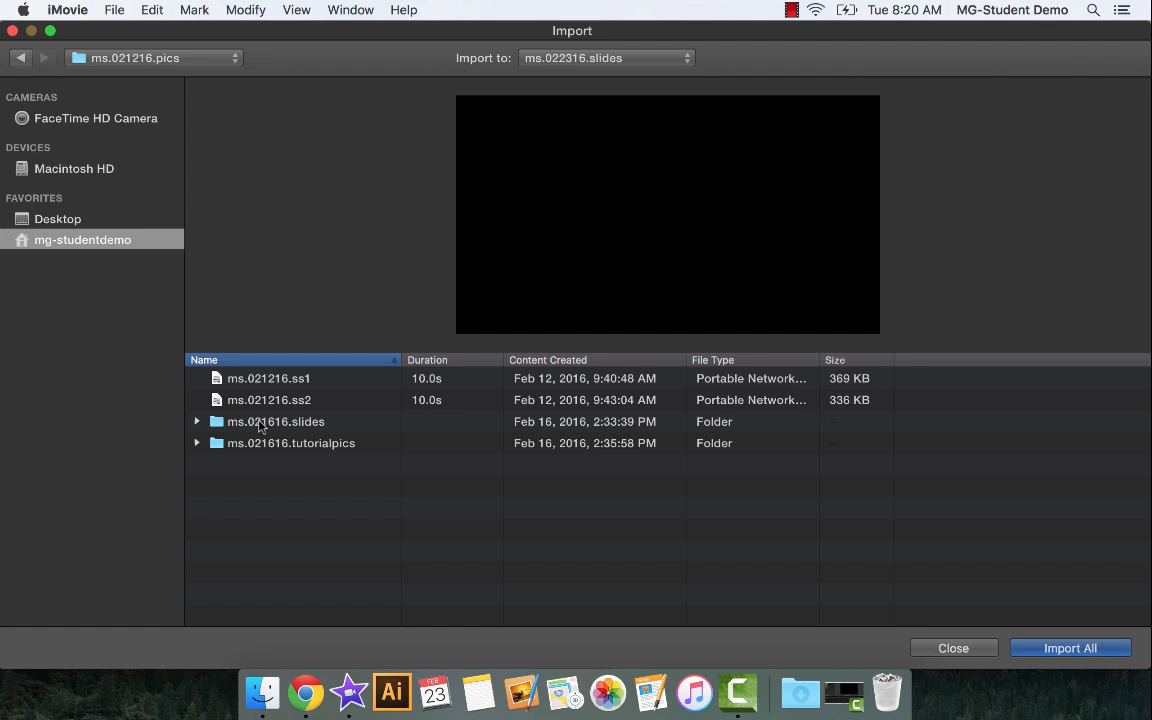 iMovie File Edit Mark Modify View Window Help Tue 8:20 AM MG-Student Demo
Import
ms.021216.pics Import to: ms.022316.slides
CAMERAS
FaceTime HD Camera
DEVICES
Macintosh HD
FAVORITES
Desktop
mg-studentdemo
Name Duration Content Created File Type Size
ms.021216.ss1 10.0s Feb 12, 2016, 9:40:48 AM Portable Network... 369 KB
ms.021216.ss2 10.0s Feb 12, 2016, 9:43:04 AM Portable Network... 336 KB
ms.021616.slides Feb 16, 2016, 2:33:39 PM Folder --
ms.021616.tutorialpics Feb 16, 2016, 2:35:58 PM Folder --
Close Import All
Ai FEB 23 C C